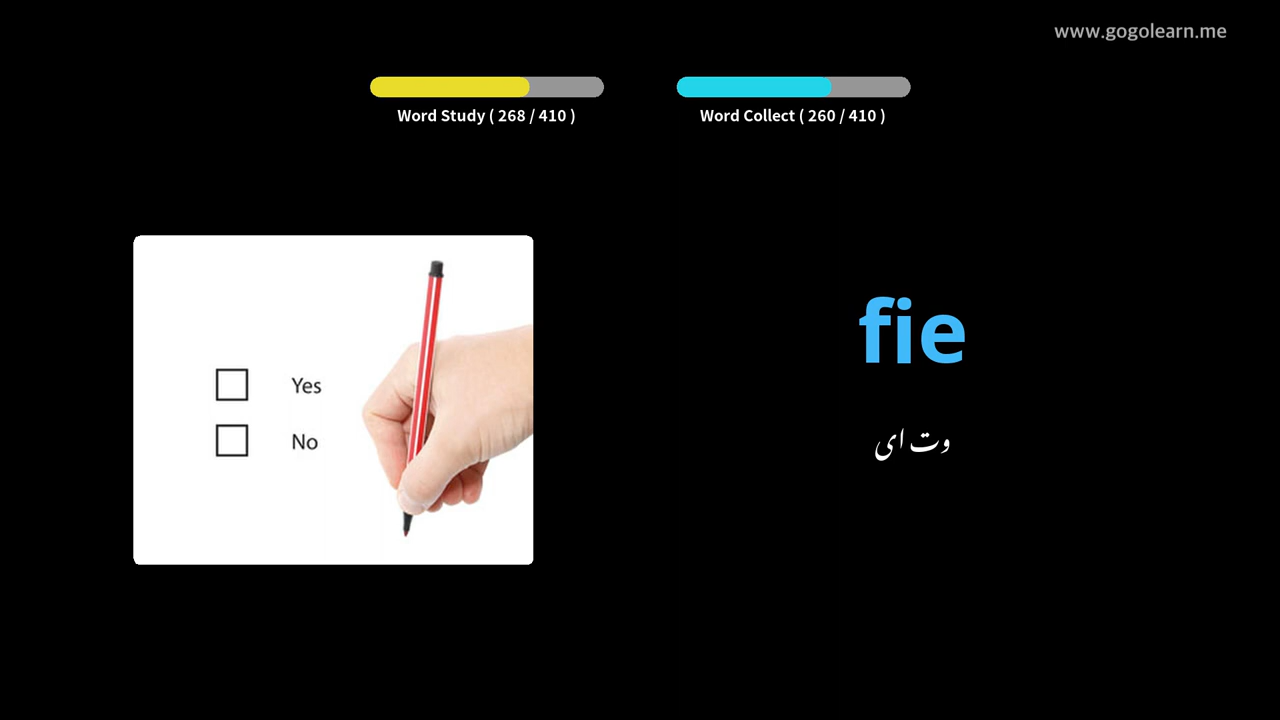 www.gogolearn.me
Word Study ( 268 / 410 )
Word Collect ( 260 / 410 )
Yes
No
fie
وت ای